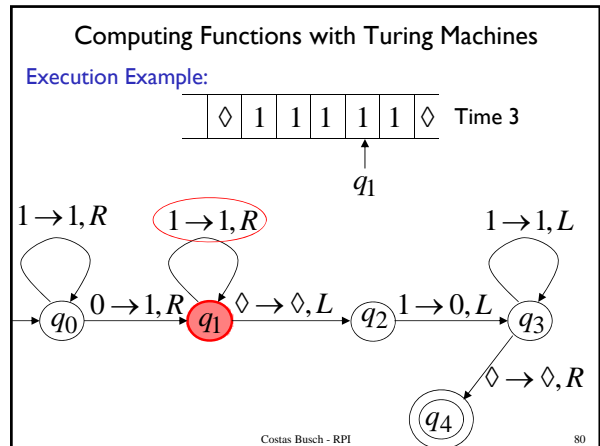 Computing Functions with Turing Machines
Execution Example:
◊ 1 1 1 1 1 ◊ Time 3
q1
1 → 1, R 1 → 1, R 1 → 1, L
q0 0 → 1, R q1 ◊ → ◊, L q2 1 → 0, L q3
◊ → ◊, R
q4
Costas Busch - RPI 80